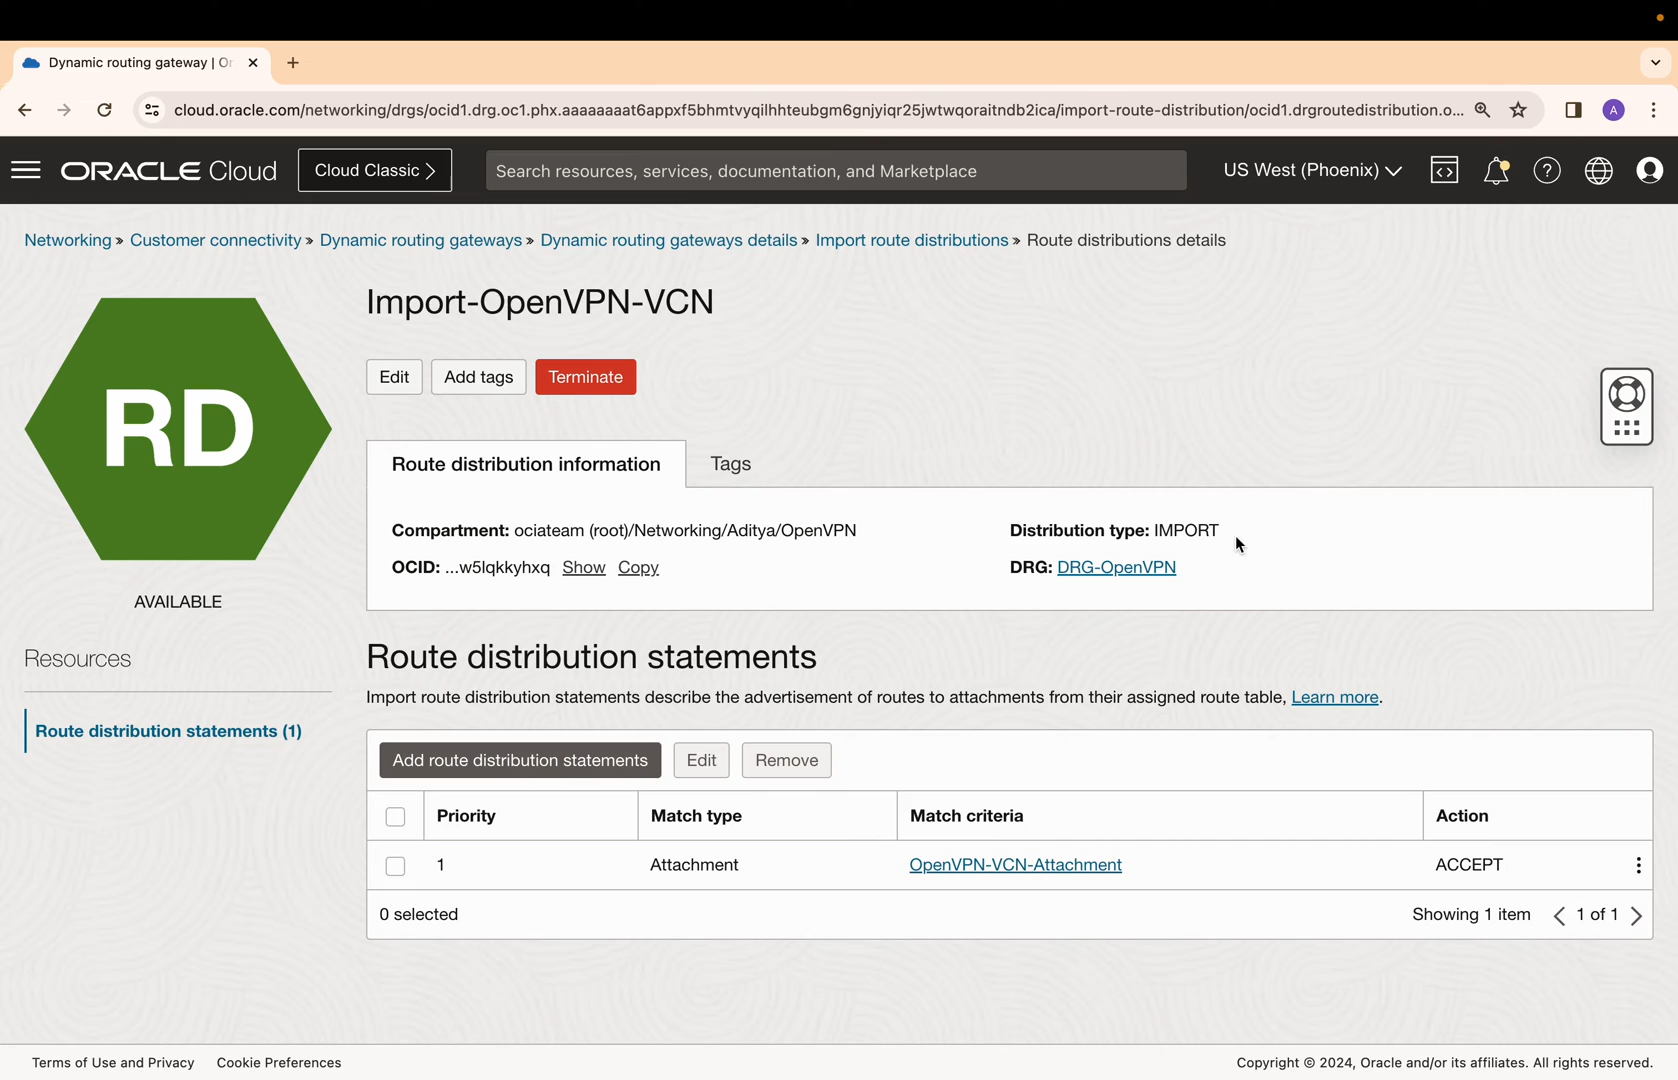 Dynamic routing gateway | Or
cloud.oracle.com/networking/drgs/ocid1.drg.oc1.phx.aaaaaaaat6appxf5bhmtvyqilhhteubgm6gnjyiqr25jwtwqoraitndb2ica/import-route-distribution/ocid1.drgroutedistribution.o...
A
ORACLE Cloud
Cloud Classic
Search resources, services, documentation, and Marketplace
US West (Phoenix)
Networking » Customer connectivity » Dynamic routing gateways » Dynamic routing gateways details » Import route distributions » Route distributions details
RD
AVAILABLE
Import-OpenVPN-VCN
Edit Add tags Terminate
Route distribution information Tags
Compartment: ociateam (root)/Networking/Aditya/OpenVPN
OCID: ...w5lqkkyhxq Show Copy
Distribution type: IMPORT
DRG: DRG-OpenVPN
Resources
Route distribution statements (1)
Route distribution statements
Import route distribution statements describe the advertisement of routes to attachments from their assigned route table, Learn more.
Add route distribution statements Edit Remove
Priority Match type Match criteria Action
1 Attachment OpenVPN-VCN-Attachment ACCEPT
0 selected Showing 1 item 1 of 1
Terms of Use and Privacy Cookie Preferences Copyright © 2024, Oracle and/or its affiliates. All rights reserved.